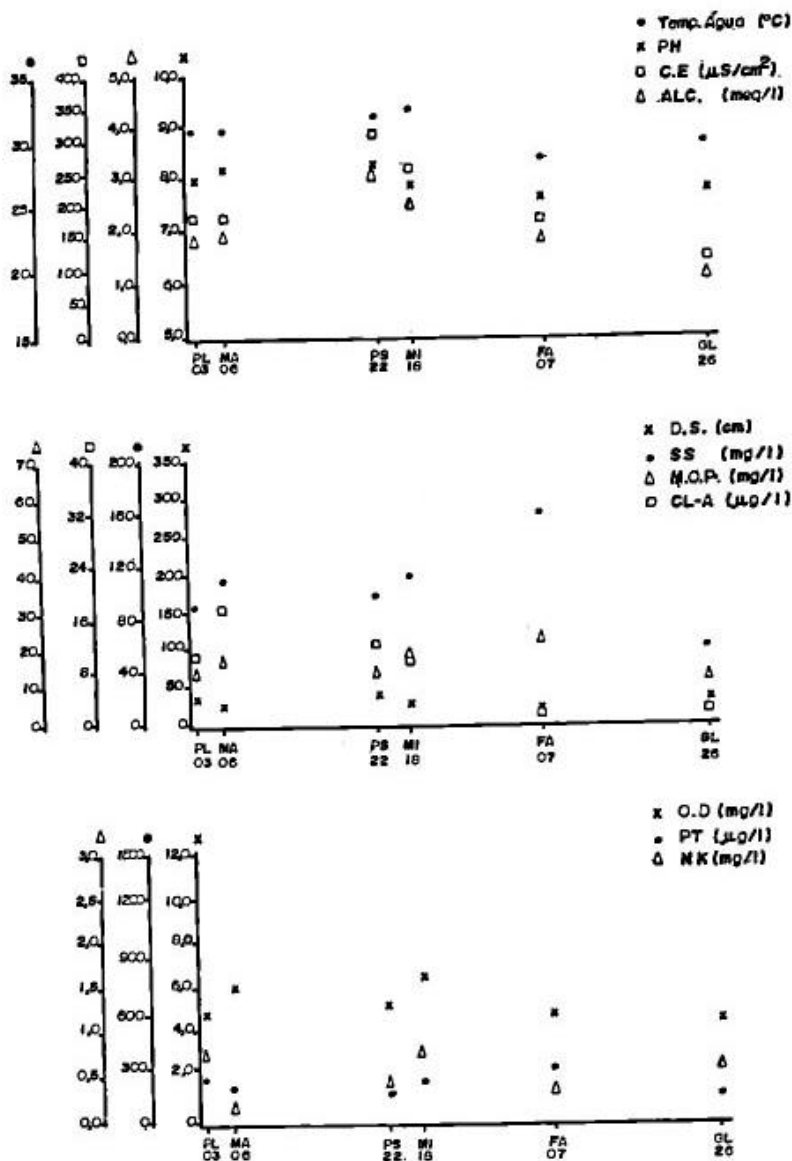 ● Temp. Água (ºC)
x PH
□ C.E (µS/cm²).
△ ALC. (meq/l)
● □ △ x
35 400 5,0 10,0
350
30 300 4,0 9,0
250 3,0 8,0
25 200
150 2,0 7,0
20 100
50 1,0 6,0
15 0 0,0 5,0
PL MA PS MI FA GL
03 06 22 18 07 26
x D.S. (cm)
● SS (mg/l)
△ M.O.P. (mg/l)
□ CL-A (µg/l)
△ □ ● x
70 40 200 350
60 32 160 300
50 250
40 24 120 200
30 16 80 150
20 100
10 8 40 50
0 0 0 0
PL MA PS MI FA GL
03 06 22 18 07 26
x O.D (mg/l)
● PT (µg/l)
△ NK (mg/l)
△ ● x
3,0 1500 12,0
2,5 1200 10,0
2,0 900 8,0
1,5 6,0
1,0 600 4,0
0,5 300 2,0
0,0 0
PL MA PS MI FA GL
03 06 22. 18 07 26